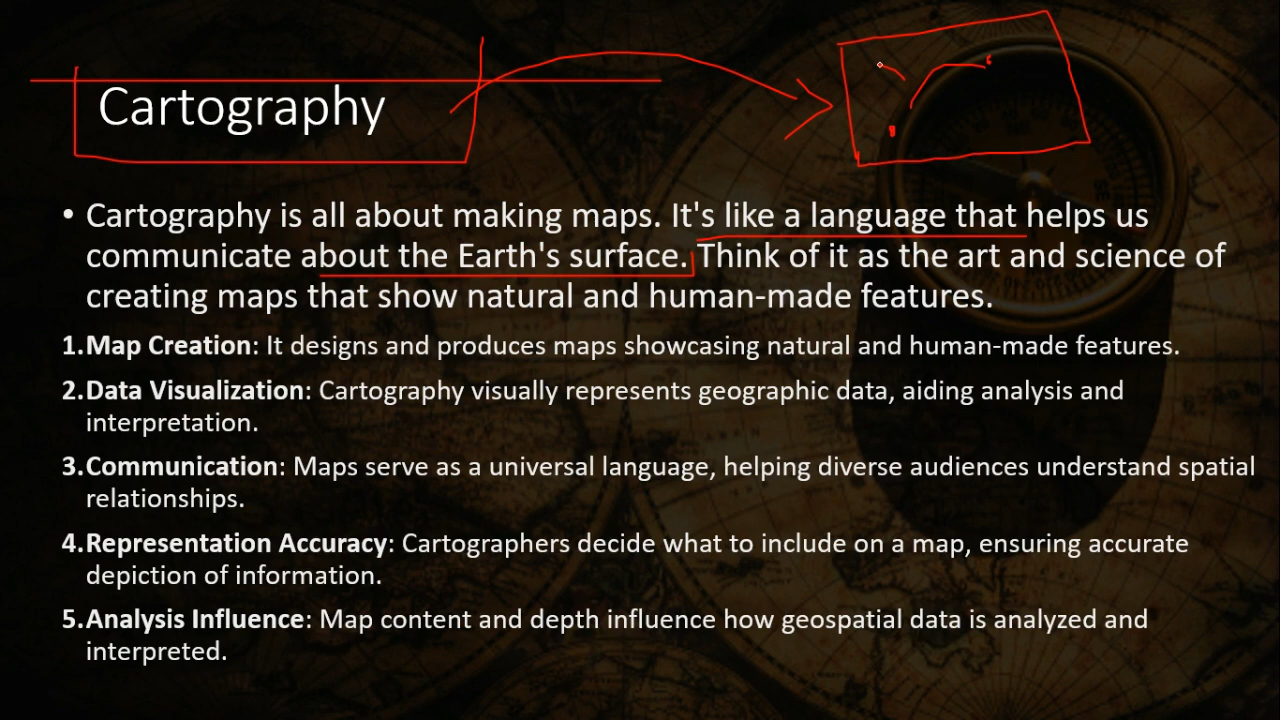 Cartography
• Cartography is all about making maps. It's like a language that helps us
communicate about the Earth's surface. Think of it as the art and science of
creating maps that show natural and human-made features.
1.Map Creation: It designs and produces maps showcasing natural and human-made features.
2.Data Visualization: Cartography visually represents geographic data, aiding analysis and
interpretation.
3.Communication: Maps serve as a universal language, helping diverse audiences understand spatial
relationships.
4.Representation Accuracy: Cartographers decide what to include on a map, ensuring accurate
depiction of information.
5.Analysis Influence: Map content and depth influence how geospatial data is analyzed and
interpreted.